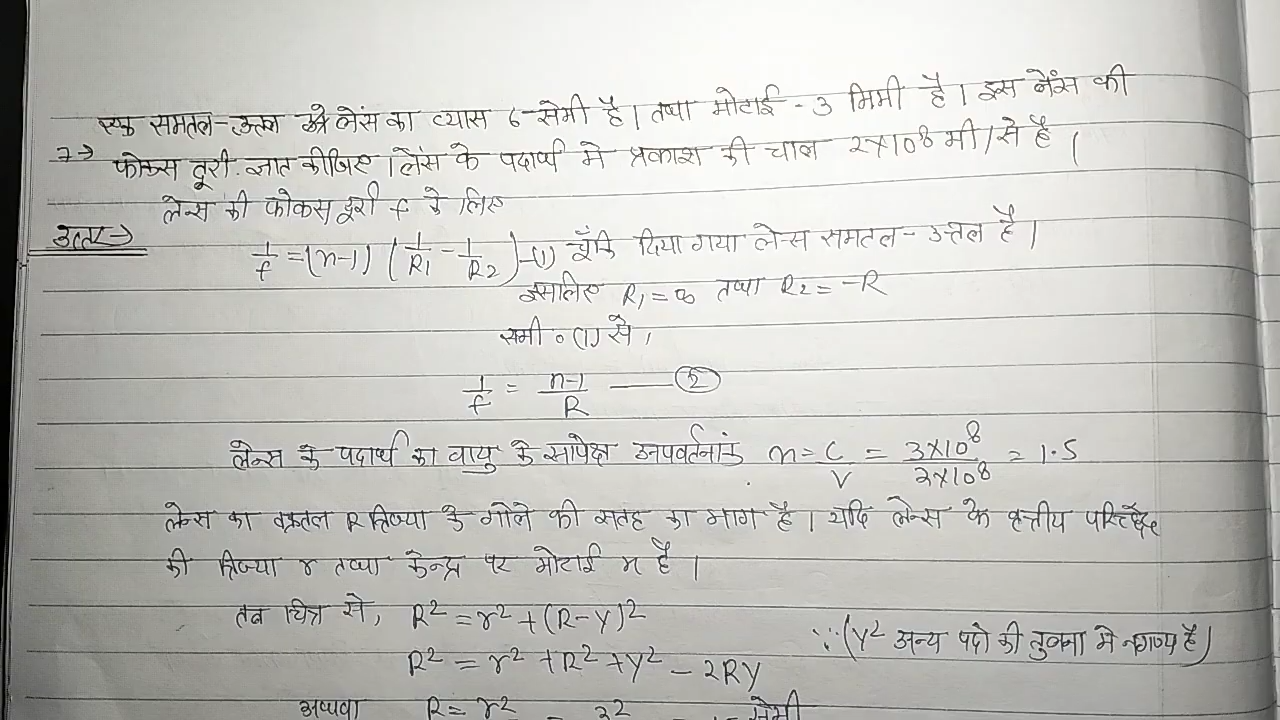 एक समतल-उत्तल लेंस का व्यास 6 सेमी है। तथा मोटाई - 3 मिमी है। इस लेंस की
7→ फोकस दूरी ज्ञात कीजिए। लेंस के पदार्थ मे प्रकाश की चाल 2×10⁸ मी/से है।
उत्तर→ लेन्स की फोकस दूरी f के लिए
1/f = (n-1) (1/R₁ - 1/R₂) -(1) चूँकि दिया गया लेन्स समतल-उत्तल है।
इसलिए R₁ = ∞ तथा R₂ = -R
समी॰ (1) से,
1/f = n-1/R —— ②
लेन्स के पदार्थ का वायु के सापेक्ष n = C/V = 3×10⁸/2×10⁸ = 1.5
लेन्स का वक्रतल R त्रिज्या के गोले की सतह का भाग है। यदि लेन्स के वृत्तीय परिच्छेद
की त्रिज्या r तथा केन्द्र पर मोटाई है।
तब चित्र से, R² = r² + (R-Y)²
∵ (Y² अन्य पदो की तुलना मे नगण्य है)
R² = r² + R² + Y² - 2RY
अथवा R = r² 3² सेमी